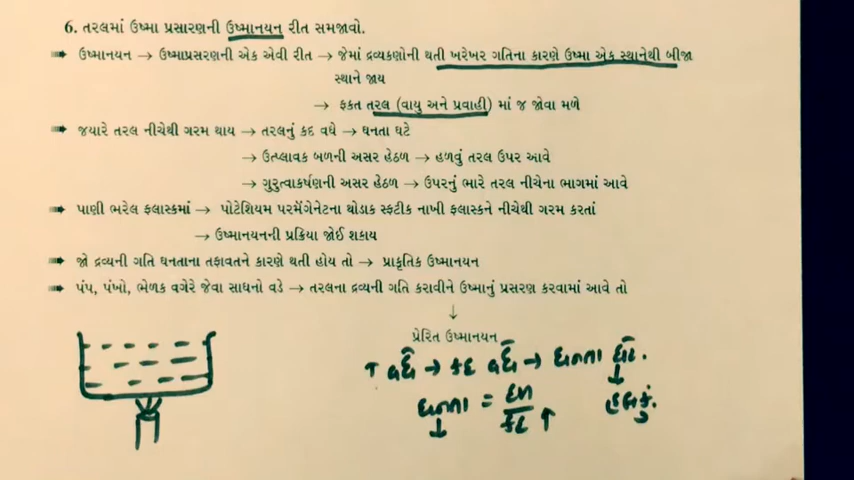 6. તરલમાં ઉષ્મા પ્રસારણની ઉષ્માનયન રીત સમજાવો.
➠ ઉષ્માનયન → ઉષ્માપ્રસરણની એક એવી રીત → જેમાં દ્રવ્યકણોની થતી ખરેખર ગતિના કારણે ઉષ્મા એક સ્થાનેથી બીજા
સ્થાને જાય
→ ફક્ત તરલ (વાયુ અને પ્રવાહી) માં જ જોવા મળે
➠ જયારે તરલ નીચેથી ગરમ થાય → તરલનું કદ વધે → ઘનતા ઘટે
→ ઉત્પ્લાવક બળની અસર હેઠળ → હળવું તરલ ઉપર આવે
→ ગુરુત્વાકર્ષણની અસર હેઠળ → ઉપરનું ભારે તરલ નીચેના ભાગમાં આવે
➠ પાણી ભરેલ ફલાસ્કમાં → પોટેશિયમ પરમેંગેનેટના થોડાક સ્ફટીક નાખી ફલાસ્કને નીચેથી ગરમ કરતાં
→ ઉષ્માનયનની પ્રક્રિયા જોઈ શકાય
➠ જો દ્રવ્યની ગતિ ઘનતાના તફાવતને કારણે થતી હોય તો → પ્રાકૃતિક ઉષ્માનયન
➠ પંપ, પંખો, ભેળક વગેરે જેવા સાધનો વડે → તરલના દ્રવ્યની ગતિ કરાવીને ઉષ્માનું પ્રસરણ કરવામાં આવે તો
↓
પ્રેરિત ઉષ્માનયન
↑ વધે → કદ વધે → ઘનતા ઘટે.
↓
ઘનતા = દળ / કદ ↑
↓